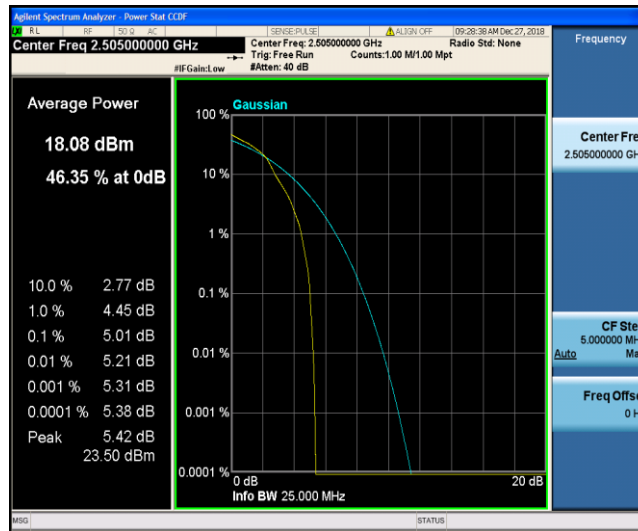 Agilent Spectrum Analyzer - Power Stat CCDF
RL RF 50 Ω AC SENSE:PULSE ALIGN OFF 09:28:38 AM Dec 27, 2018
Center Freq 2.505000000 GHz
Center Freq: 2.505000000 GHz Radio Std: None
Trig: Free Run Counts:1.00 M/1.00 Mpt
#IFGain:Low #Atten: 40 dB
Average Power
18.08 dBm
46.35 % at 0dB
10.0 % 2.77 dB
1.0 % 4.45 dB
0.1 % 5.01 dB
0.01 % 5.21 dB
0.001 % 5.31 dB
0.0001 % 5.38 dB
Peak 5.42 dB
23.50 dBm
Gaussian
100 %
10 %
1 %
0.1 %
0.01 %
0.001 %
0.0001 %
0 dB 20 dB
Info BW 25.000 MHz
Frequency
Center Fre
2.505000000 GH
CF Ste
5.000000 MH
Auto Ma
Freq Offs
0 H
MSG STATUS